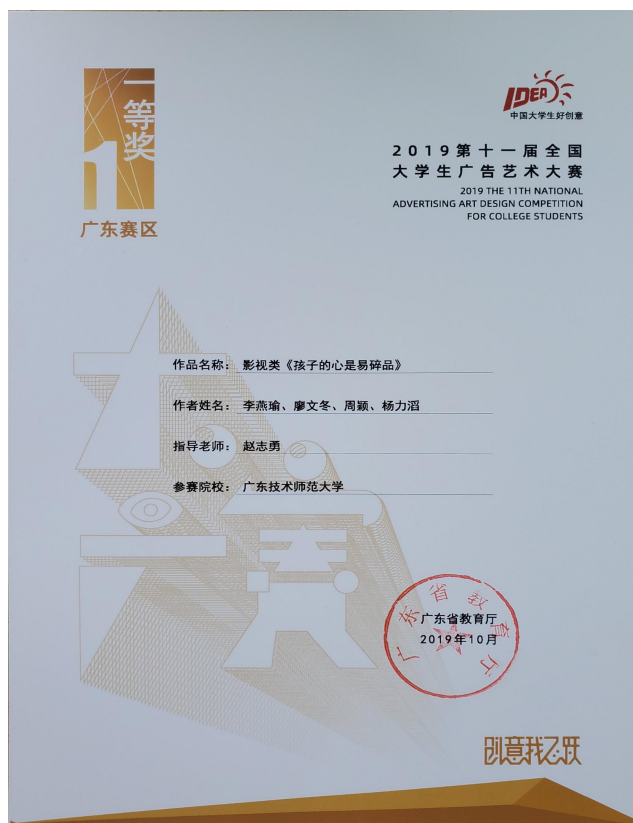 一等奖
1
广东赛区
IDEA
中国大学生好创意
2019第十一届全国
大学生广告艺术大赛
2019 THE 11TH NATIONAL
ADVERTISING ART DESIGN COMPETITION
FOR COLLEGE STUDENTS
作品名称：影视类《孩子的心是易碎品》
作者姓名：李燕瑜、廖文冬、周颖、杨力滔
指导老师：赵志勇
参赛院校：广东技术师范大学
大赛
广东省教育厅
广东省教育厅
2019年10月
创意我又跃